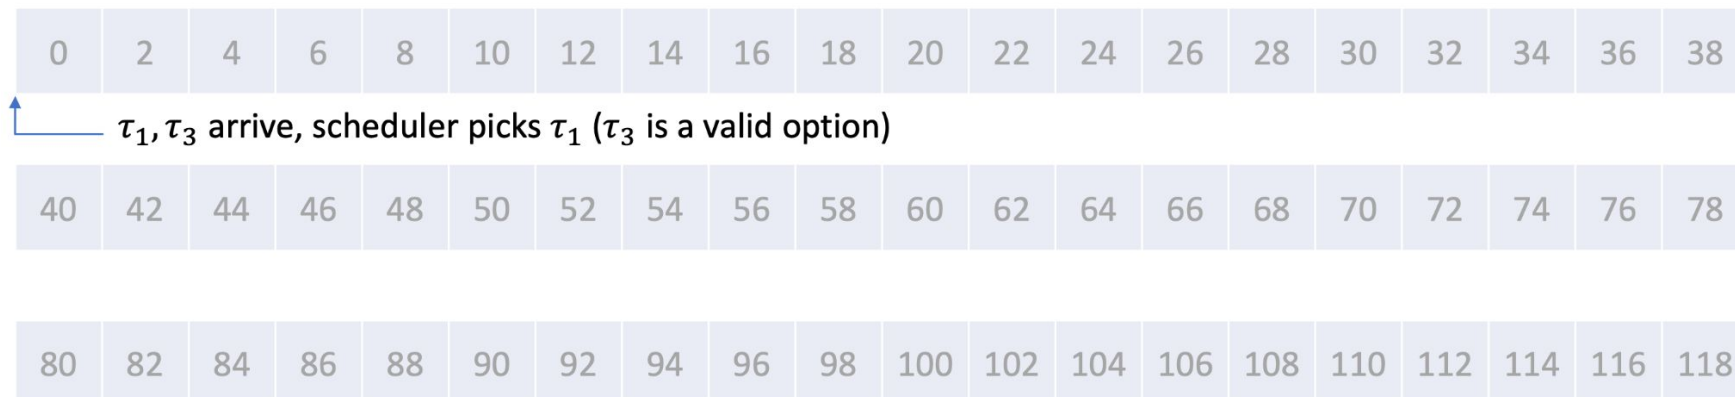 0 2 4 6 8 10 12 14 16 18 20 22 24 26 28 30 32 34 36 38
τ₁, τ₃ arrive, scheduler picks τ₁ (τ₃ is a valid option)
40 42 44 46 48 50 52 54 56 58 60 62 64 66 68 70 72 74 76 78
80 82 84 86 88 90 92 94 96 98 100 102 104 106 108 110 112 114 116 118